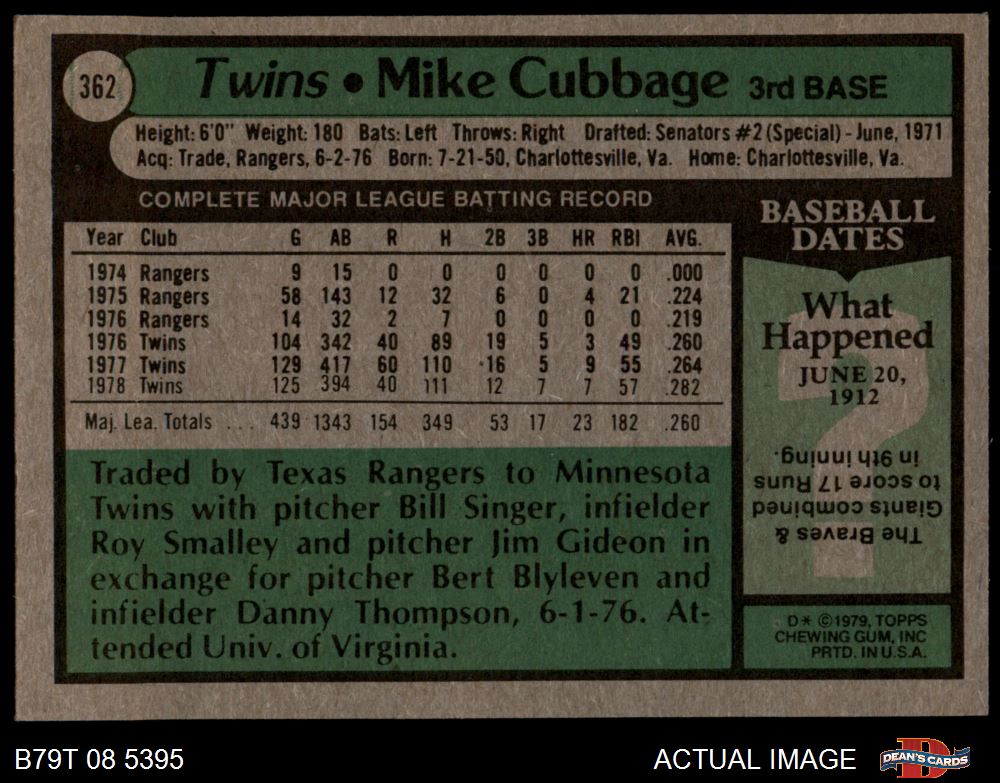 362
Twins • Mike Cubbage 3rd BASE
Height: 6'0" Weight: 180 Bats: Left Throws: Right Drafted: Senators #2 (Special) - June, 1971
Acq: Trade, Rangers, 6-2-76 Born: 7-21-50, Charlottesville, Va. Home: Charlottesville, Va.
COMPLETE MAJOR LEAGUE BATTING RECORD
Year Club G AB R H 2B 3B HR RBI AVG.
1974 Rangers 9 15 0 0 0 0 0 0 .000
1975 Rangers 58 143 12 32 6 0 4 21 .224
1976 Rangers 14 32 2 7 0 0 0 0 .219
1976 Twins 104 342 40 89 19 5 3 49 .260
1977 Twins 129 417 60 110 16 5 9 55 .264
1978 Twins 125 394 40 111 12 7 7 57 .282
Maj. Lea. Totals ... 439 1343 154 349 53 17 23 182 .260
Traded by Texas Rangers to Minnesota
Twins with pitcher Bill Singer, infielder
Roy Smalley and pitcher Jim Gideon in
exchange for pitcher Bert Blyleven and
infielder Danny Thompson, 6-1-76. At-
tended Univ. of Virginia.
BASEBALL
DATES
What
Happened
JUNE 20,
1912
?
The Braves &
Giants combined
to score 17 Runs
in 9th inning.
D* © 1979, TOPPS
CHEWING GUM, INC
PRTD. IN U.S.A.
B79T 08 5395
ACTUAL IMAGE
D
DEAN'S CARDS